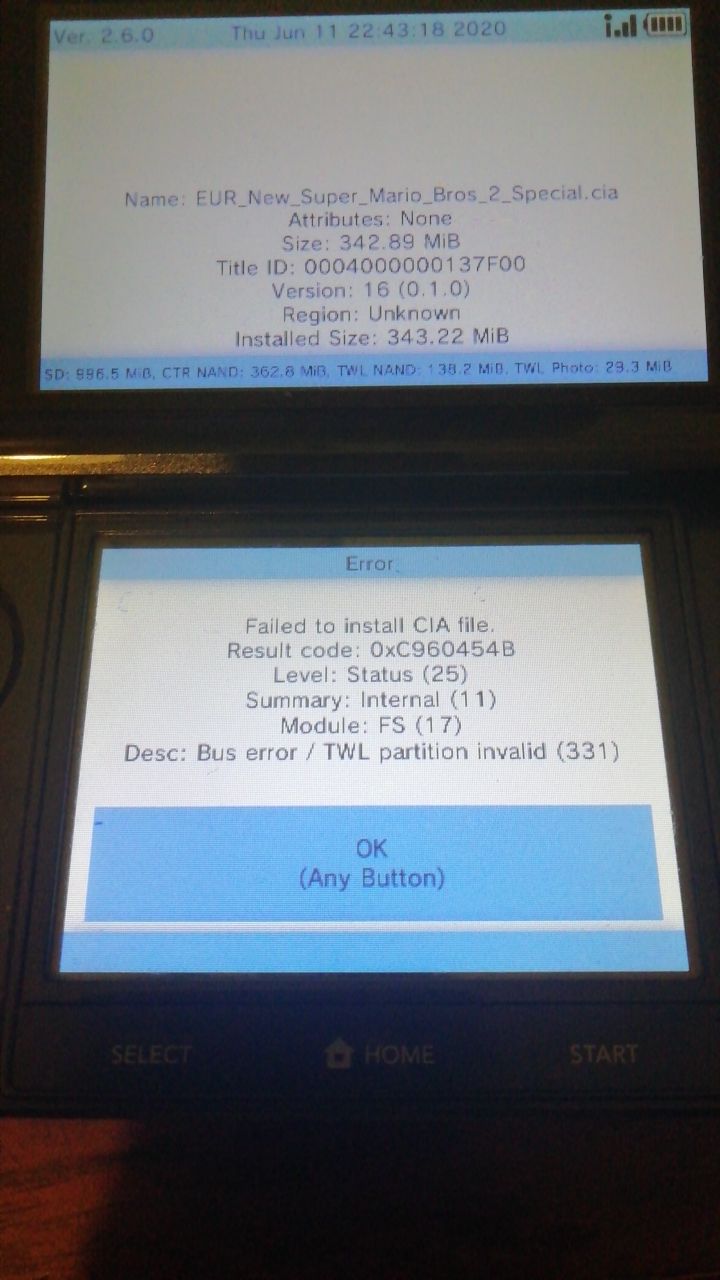 Ver. 2.6.0 Thu Jun 11 22:43:18 2020
Name: EUR_New_Super_Mario_Bros_2_Special.cia
Attributes: None
Size: 342.89 MiB
Title ID: 0004000000137F00
Version: 16 (0.1.0)
Region: Unknown
Installed Size: 343.22 MiB
SD: 996.5 MiB, CTR NAND: 362.8 MiB, TWL NAND: 138.2 MiB, TWL Photo: 29.3 MiB
Error
Failed to install CIA file.
Result code: 0xC960454B
Level: Status (25)
Summary: Internal (11)
Module: FS (17)
Desc: Bus error / TWL partition invalid (331)
OK
(Any Button)
SELECT HOME START